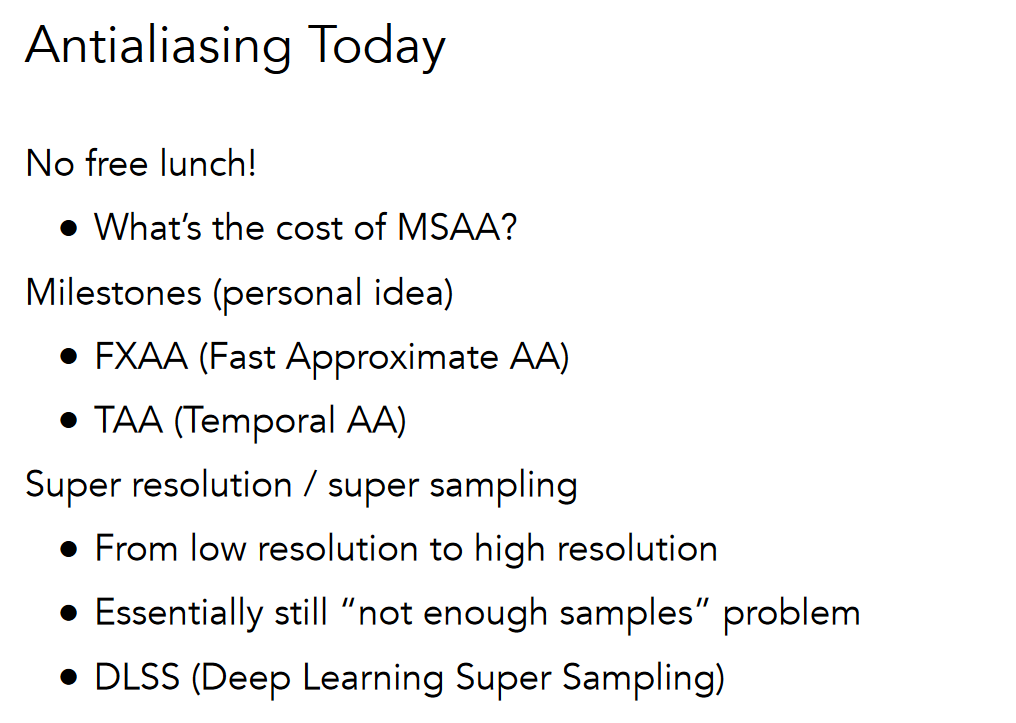 Antialiasing Today
No free lunch!
• What’s the cost of MSAA?
Milestones (personal idea)
• FXAA (Fast Approximate AA)
• TAA (Temporal AA)
Super resolution / super sampling
• From low resolution to high resolution
• Essentially still “not enough samples” problem
• DLSS (Deep Learning Super Sampling)